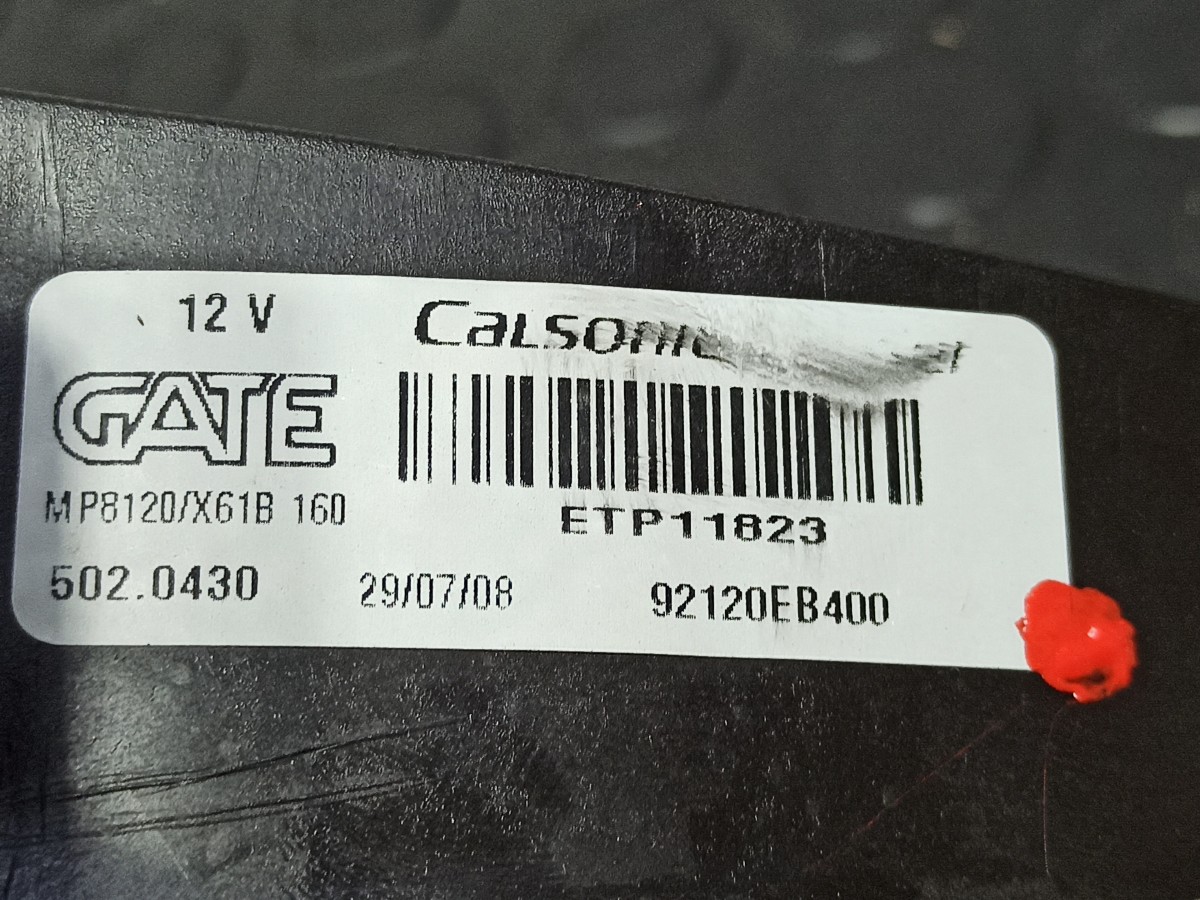 12 V
Calsonic
GATE
MP8120/X61B 160
ETP11823
502.0430
29/07/08
92120EB400